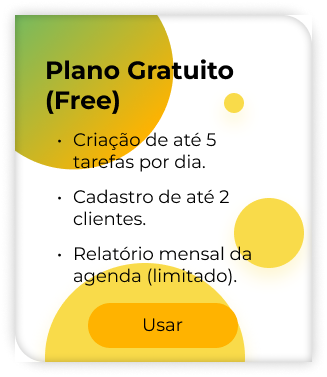 Plano Gratuito
(Free)
• Criação de até 5
tarefas por dia.
• Cadastro de até 2
clientes.
• Relatório mensal da
agenda (limitado).
Usar